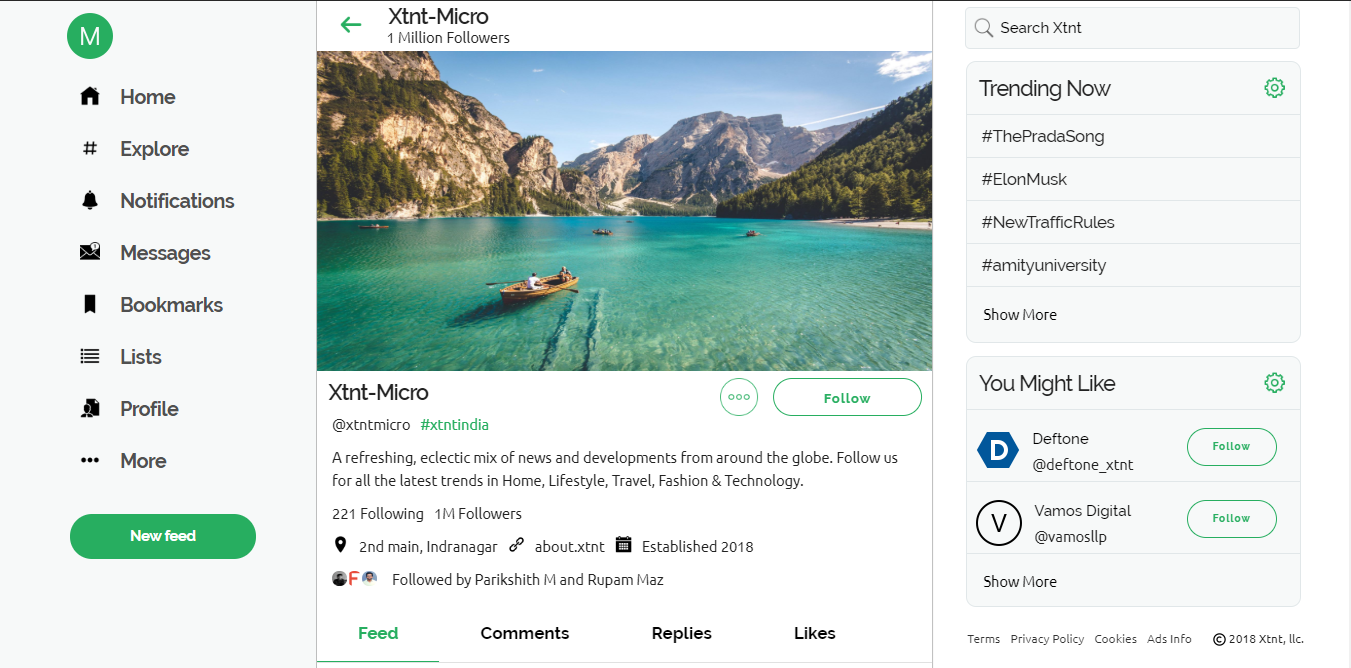 M
Home
Explore
Notifications
Messages
Bookmarks
Lists
Profile
More
New feed
Xtnt-Micro
1 Million Followers
Xtnt-Micro
Follow
@xtntmicro #xtntindia
A refreshing, eclectic mix of news and developments from around the globe. Follow us
for all the latest trends in Home, Lifestyle, Travel, Fashion & Technology.
221 Following 1M Followers
2nd main, Indranagar about.xtnt Established 2018
F Followed by Parikshith M and Rupam Maz
Feed Comments Replies Likes
Search Xtnt
Trending Now
#ThePradaSong
#ElonMusk
#NewTrafficRules
#amityuniversity
Show More
You Might Like
D
Deftone
@deftone_xtnt
Follow
V
Vamos Digital
@vamosllp
Follow
Show More
Terms Privacy Policy Cookies Ads Info © 2018 Xtnt, llc.